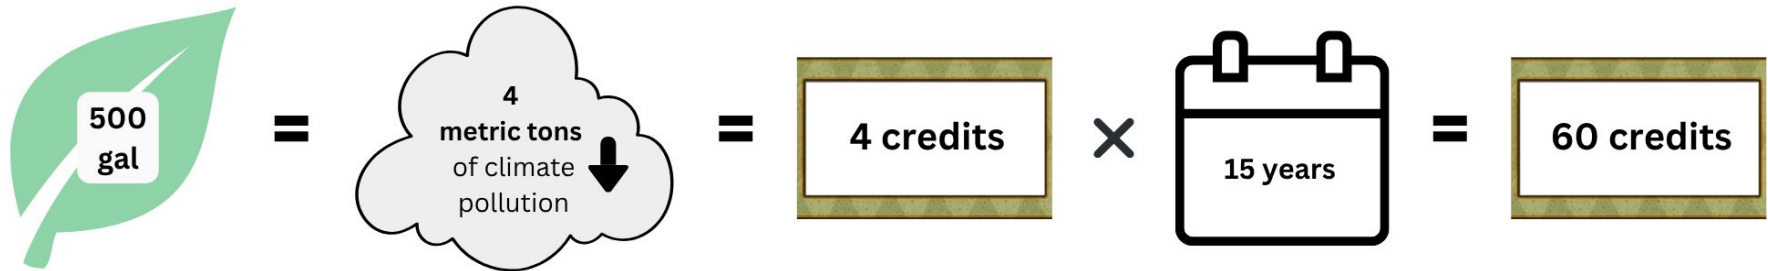 500
gal
=
4
metric tons
of climate
pollution
=
4 credits
×
15 years
=
60 credits